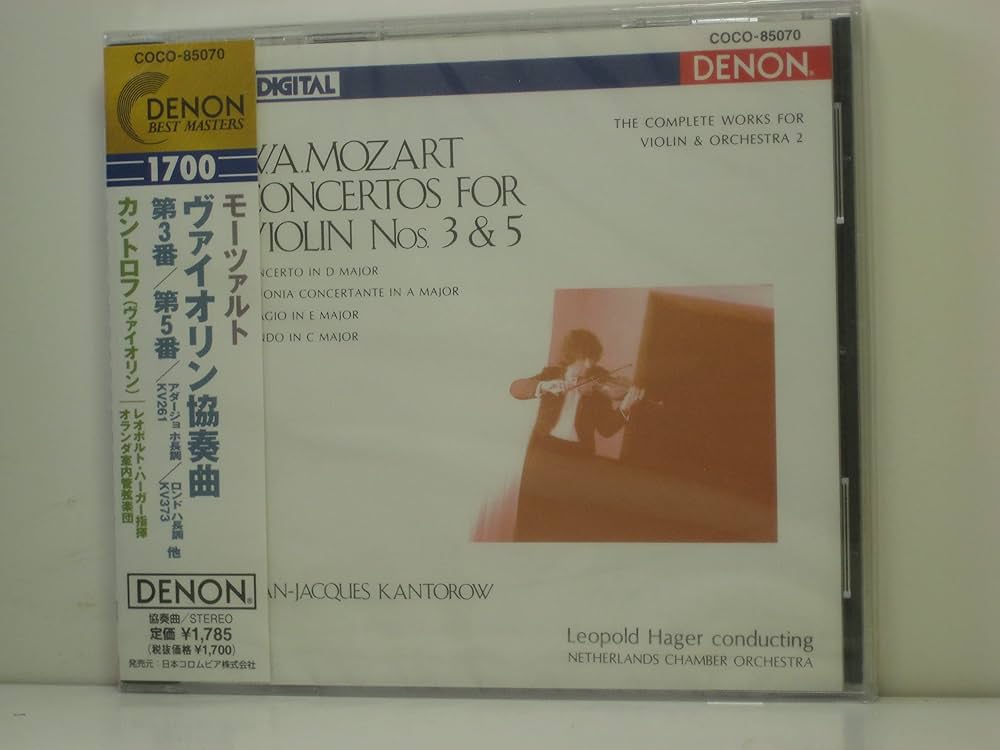 COCO-85070
DENON
BEST MASTERS
1700
モーツァルト
ヴァイオリン協奏曲
第3番／第5番／アダージョ ホ長調 KV261／ロンド ハ長調 KV373 他
カントロフ(ヴァイオリン)
レオポルト・ハーガー指揮
オランダ室内管弦楽団
DENON®
協奏曲/STEREO
定価 ¥1,785
(税抜価格 ¥1,700)
発売元：日本コロムビア株式会社
COCO-85070
DIGITAL
DENON®
THE COMPLETE WORKS FOR
VIOLIN & ORCHESTRA 2
W.A.MOZART
CONCERTOS FOR
VIOLIN Nos. 3 & 5
NCERTO IN D MAJOR
FONIA CONCERTANTE IN A MAJOR
AGIO IN E MAJOR
NDO IN C MAJOR
AN-JACQUES KANTOROW
Leopold Hager conducting
NETHERLANDS CHAMBER ORCHESTRA